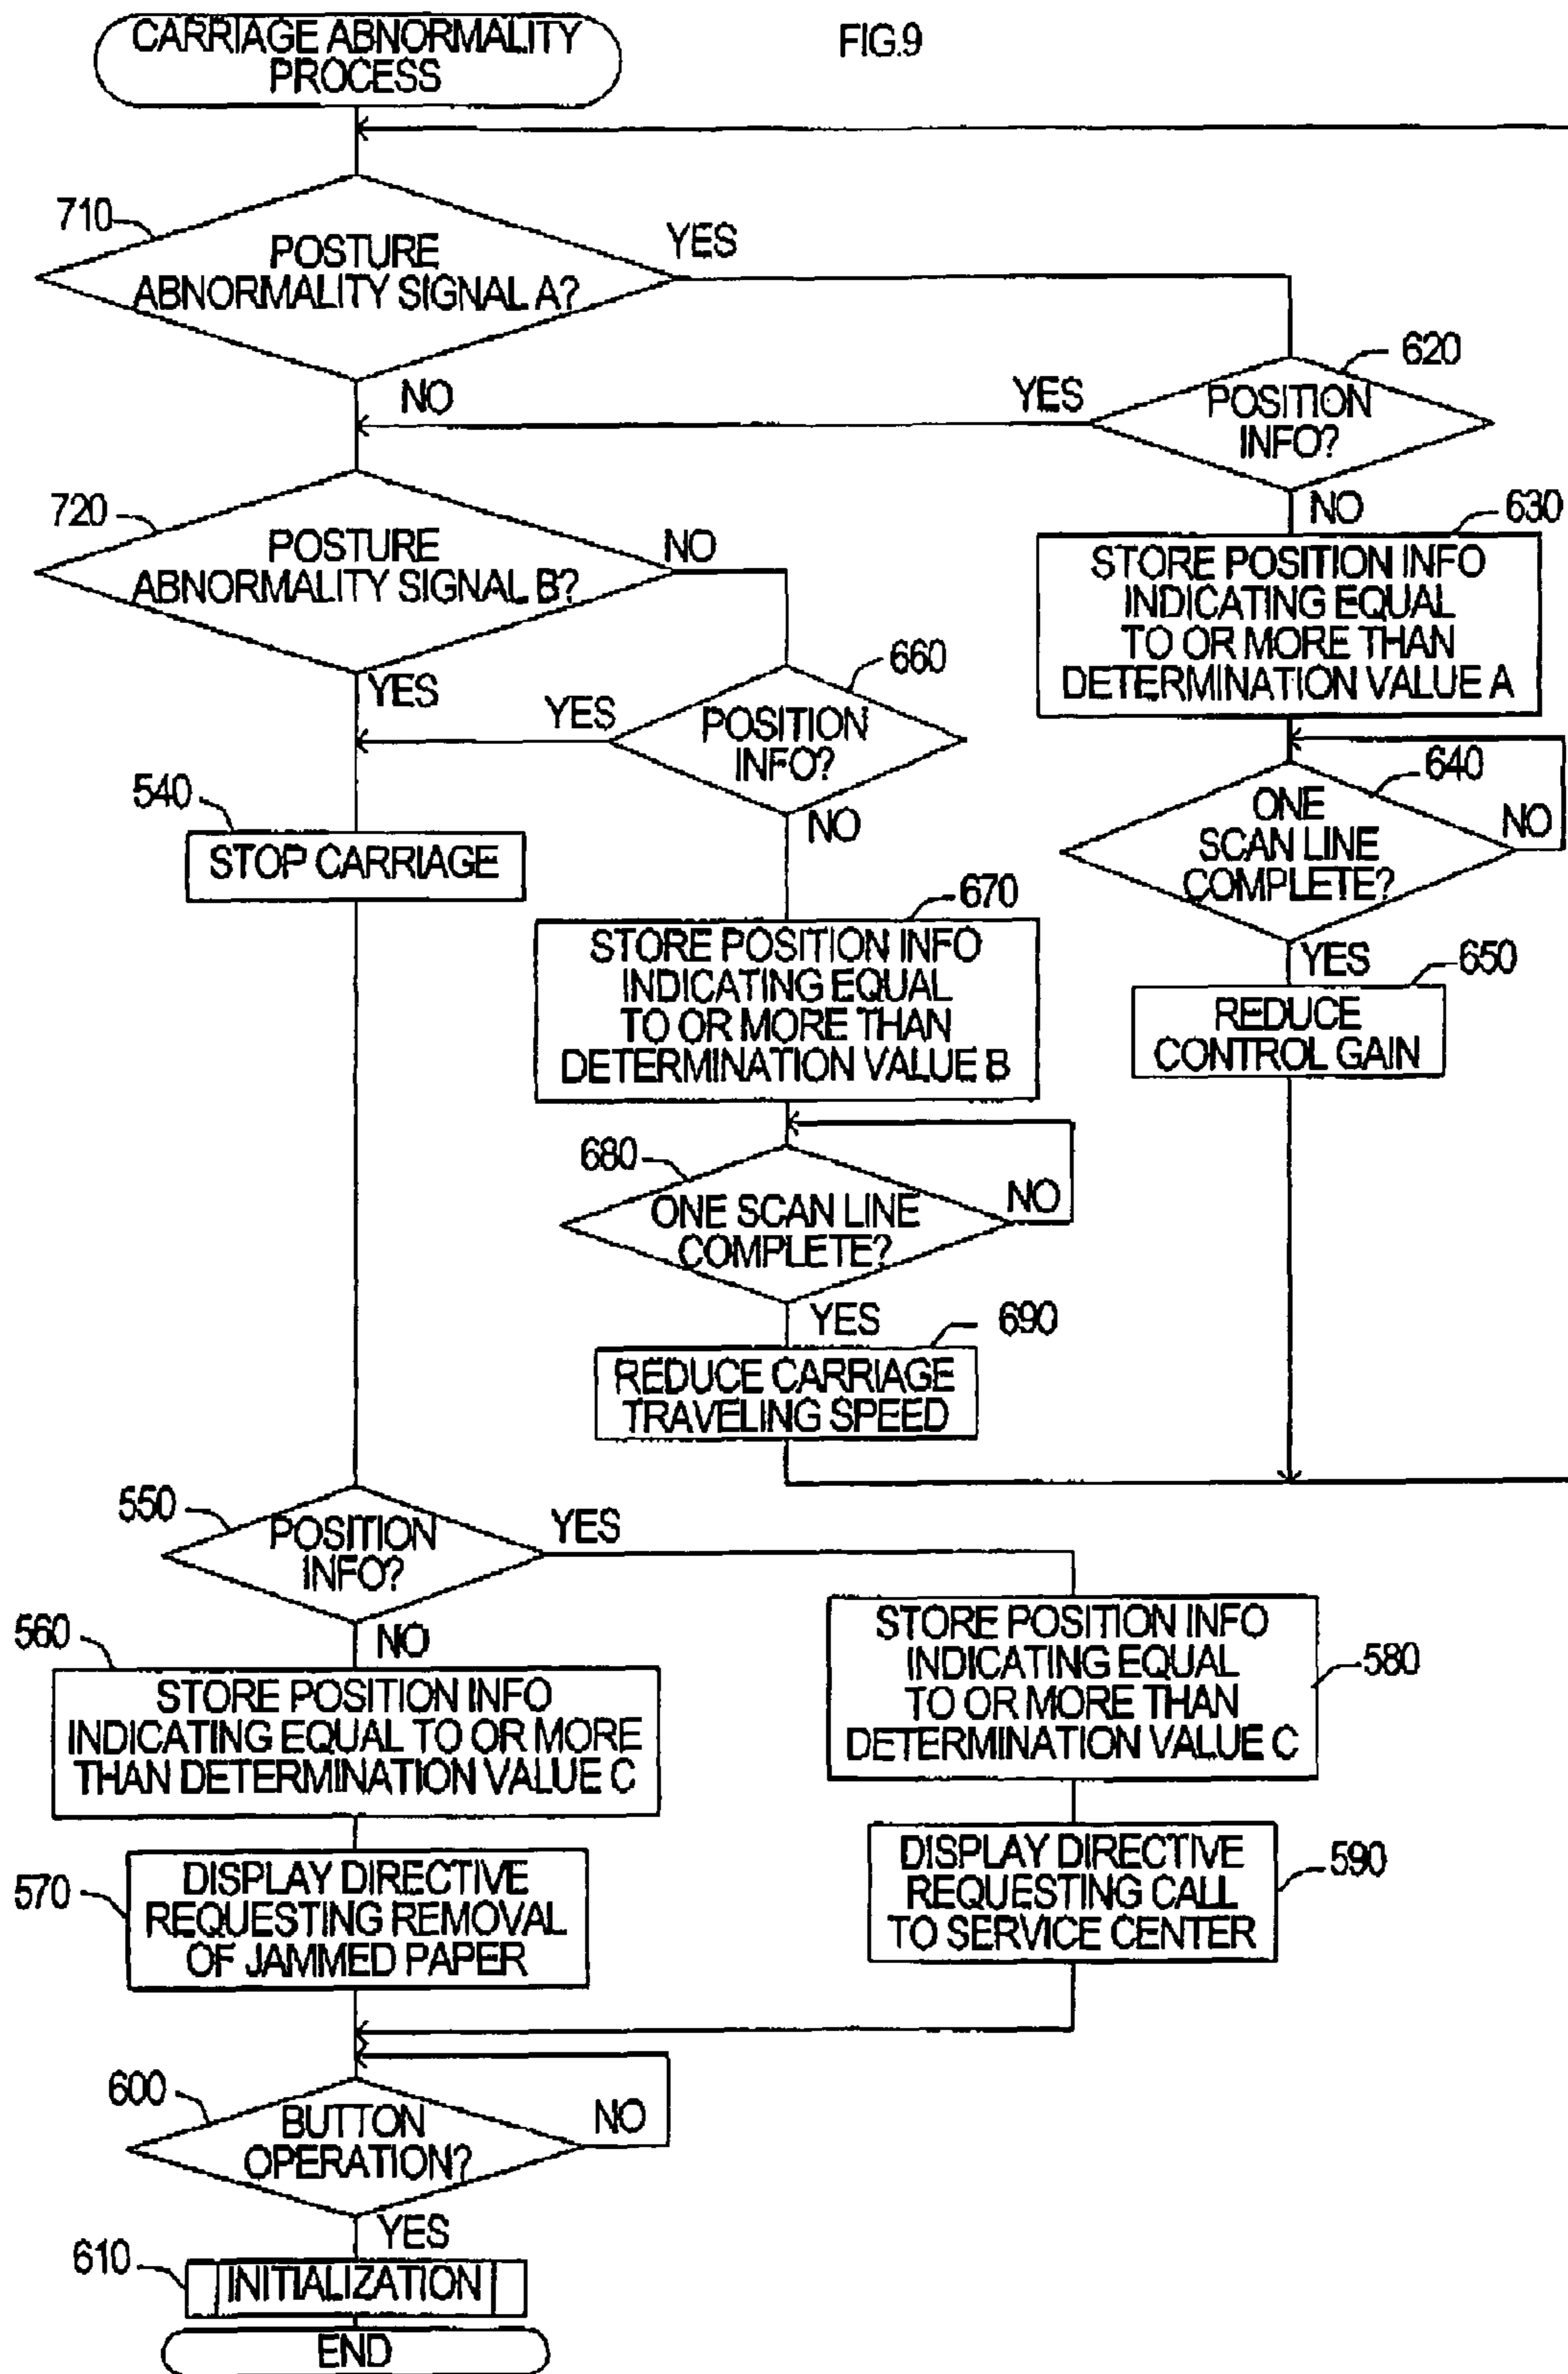 FIG.9
CARRIAGE ABNORMALITY
PROCESS
710
POSTURE
ABNORMALITY SIGNAL A?
YES
NO
620
POSITION
INFO?
YES
NO
720
POSTURE
ABNORMALITY SIGNAL B?
NO
YES
630
STORE POSITION INFO
INDICATING EQUAL
TO OR MORE THAN
DETERMINATION VALUE A
660
POSITION
INFO?
YES
NO
540
STOP CARRIAGE
640
ONE
SCAN LINE
COMPLETE?
NO
YES
650
REDUCE
CONTROL GAIN
670
STORE POSITION INFO
INDICATING EQUAL
TO OR MORE THAN
DETERMINATION VALUE B
680
ONE SCAN LINE
COMPLETE?
NO
YES
690
REDUCE CARRIAGE
TRAVELING SPEED
550
POSITION
INFO?
YES
NO
560
STORE POSITION INFO
INDICATING EQUAL TO OR MORE
THAN DETERMINATION VALUE C
580
STORE POSITION INFO
INDICATING EQUAL
TO OR MORE THAN
DETERMINATION VALUE C
570
DISPLAY DIRECTIVE
REQUESTING REMOVAL
OF JAMMED PAPER
590
DISPLAY DIRECTIVE
REQUESTING CALL
TO SERVICE CENTER
600
BUTTON
OPERATION?
NO
YES
610
INITIALIZATION
END